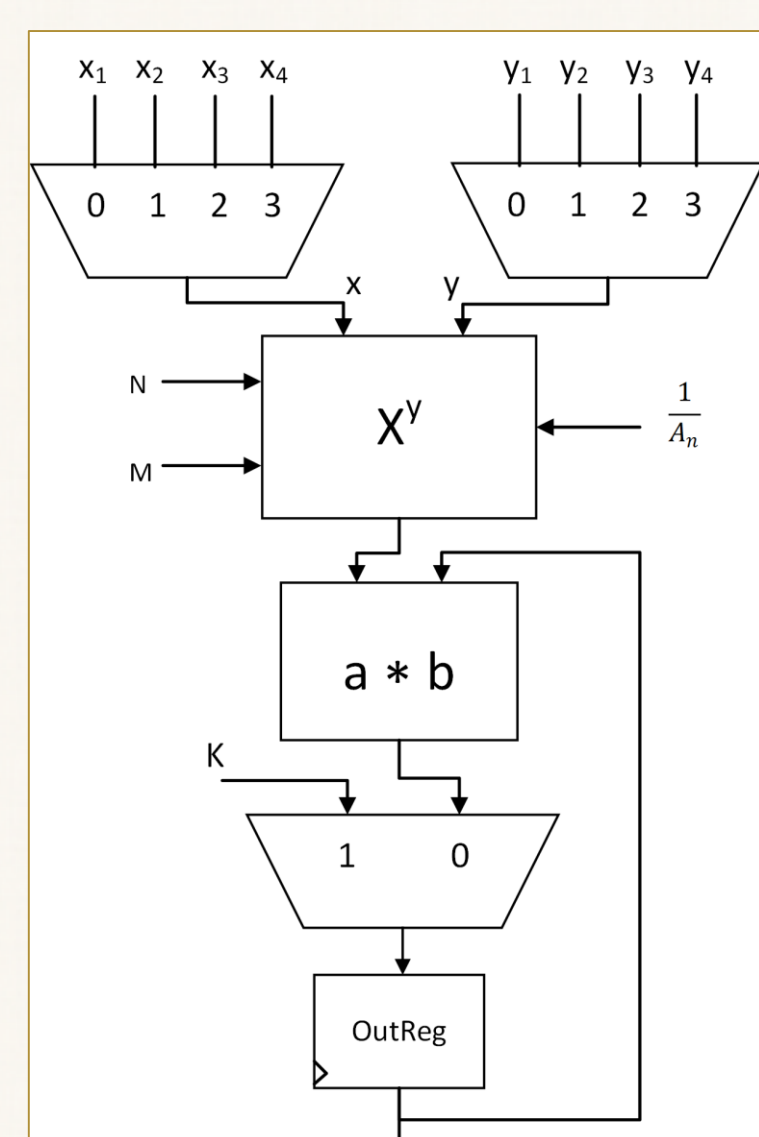 x₁ x₂ x₃ x₄ y₁ y₂ y₃ y₄
0 1 2 3 0 1 2 3
x y
N
M
Xʸ
1/Aₙ
a * b
K
1 0
OutReg